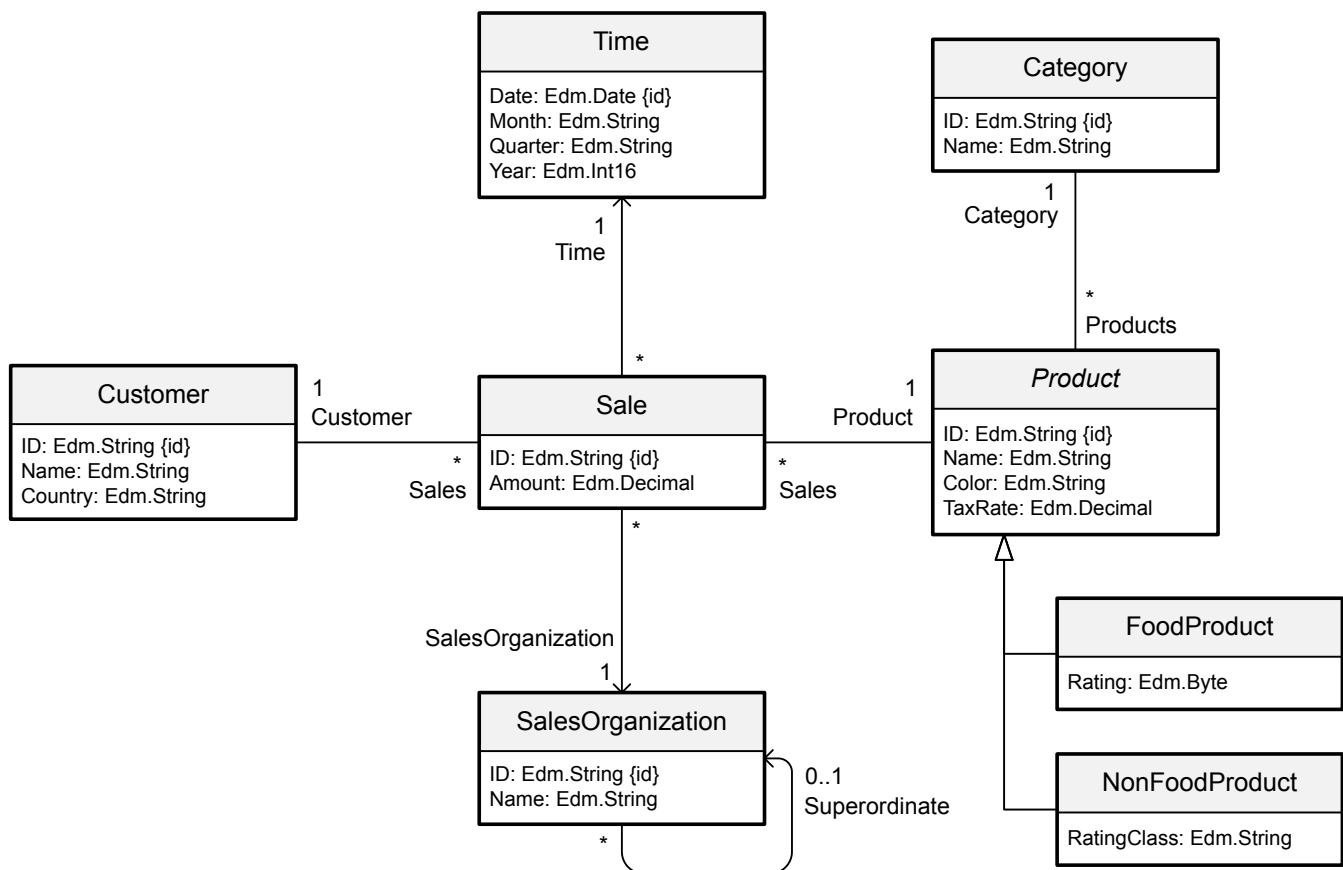 Time
Date: Edm.Date {id}
Month: Edm.String
Quarter: Edm.String
Year: Edm.Int16
Category
ID: Edm.String {id}
Name: Edm.String
1
Time
1
Category
*
Products
*
Customer
ID: Edm.String {id}
Name: Edm.String
Country: Edm.String
1
Customer
*
Sales
Sale
ID: Edm.String {id}
Amount: Edm.Decimal
1
Product
*
Sales
Product
ID: Edm.String {id}
Name: Edm.String
Color: Edm.String
TaxRate: Edm.Decimal
*
SalesOrganization
1
SalesOrganization
ID: Edm.String {id}
Name: Edm.String
*
0..1
Superordinate
FoodProduct
Rating: Edm.Byte
NonFoodProduct
RatingClass: Edm.String